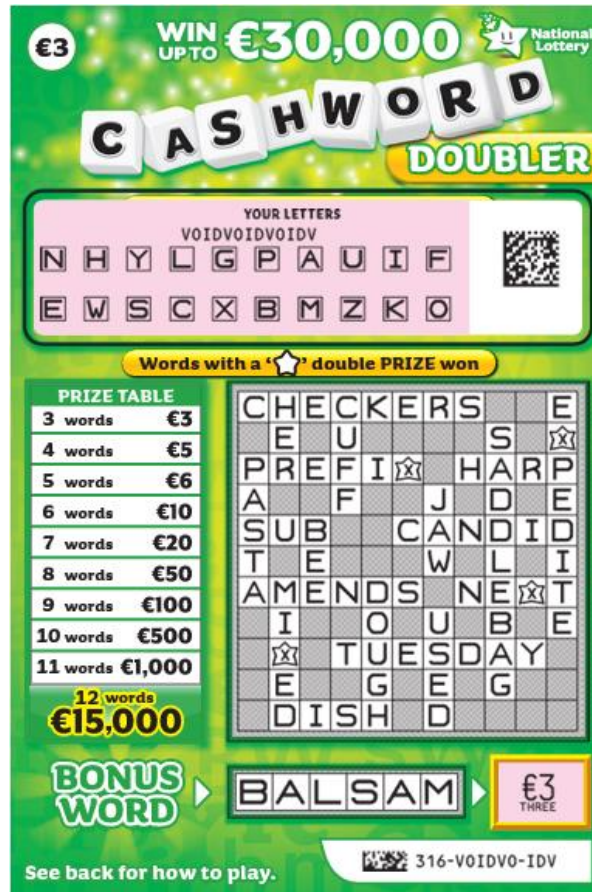 €3
WIN UP TO €30,000
National Lottery
CASHWORD
DOUBLER
YOUR LETTERS
VOIDVOIDVOIDV
N H Y L G P A U I F
E W S C X B M Z K O
Words with a ‘☆’ double PRIZE won
PRIZE TABLE
3 words €3
4 words €5
5 words €6
6 words €10
7 words €20
8 words €50
9 words €100
10 words €500
11 words €1,000
12 words
€15,000
CHECKERS E
E U S X
PREFIX HARP
A F J D E
SUB CANDID
T E W L I
AMENDS NEXT
I O U B E
X TUESDAY
E G E G
DISH D
BONUS WORD
BALSAM
€3
THREE
See back for how to play.
316-VOIDVO-IDV